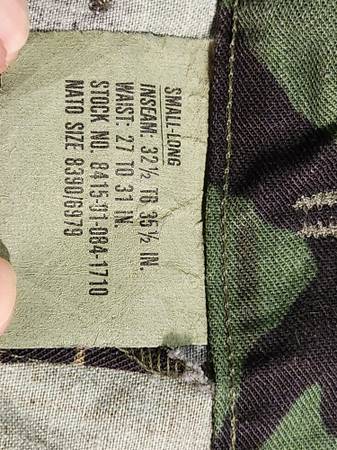 SMALL-LONG
INSEAM: 32½ TO 35½ IN.
WAIST: 27 TO 31 IN.
STOCK NO. 8415-01-084-1710
NATO SIZE 8390/6979